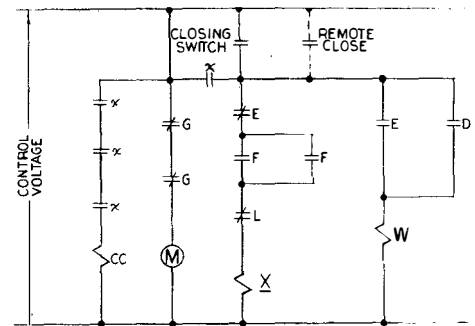 CLOSING SWITCH
REMOTE CLOSE
x
x
x
x
G
G
E
F
F
L
E
D
CONTROL VOLTAGE
CC
M
X
W